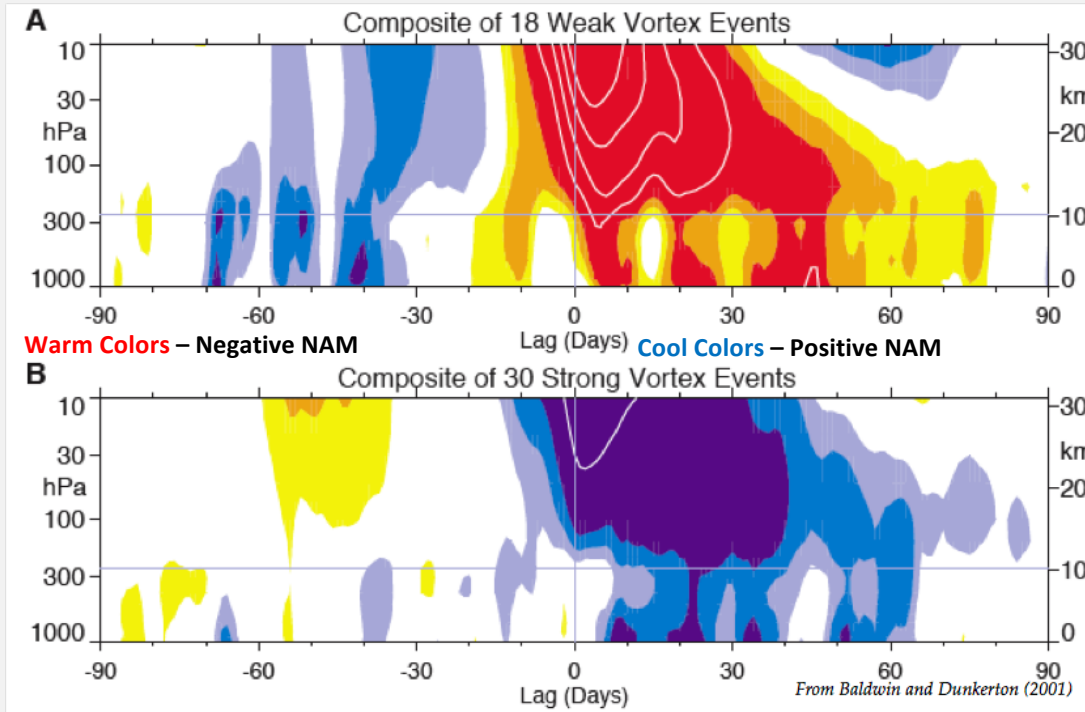 A
Composite of 18 Weak Vortex Events
10
30
hPa
100
300
1000
30
km
20
10
0
-90
-60
-30
0
30
60
90
Lag (Days)
Warm Colors – Negative NAM
Cool Colors – Positive NAM
B
Composite of 30 Strong Vortex Events
10
30
hPa
100
300
1000
30
km
20
10
0
-90
-60
-30
0
30
60
90
Lag (Days)
From Baldwin and Dunkerton (2001)